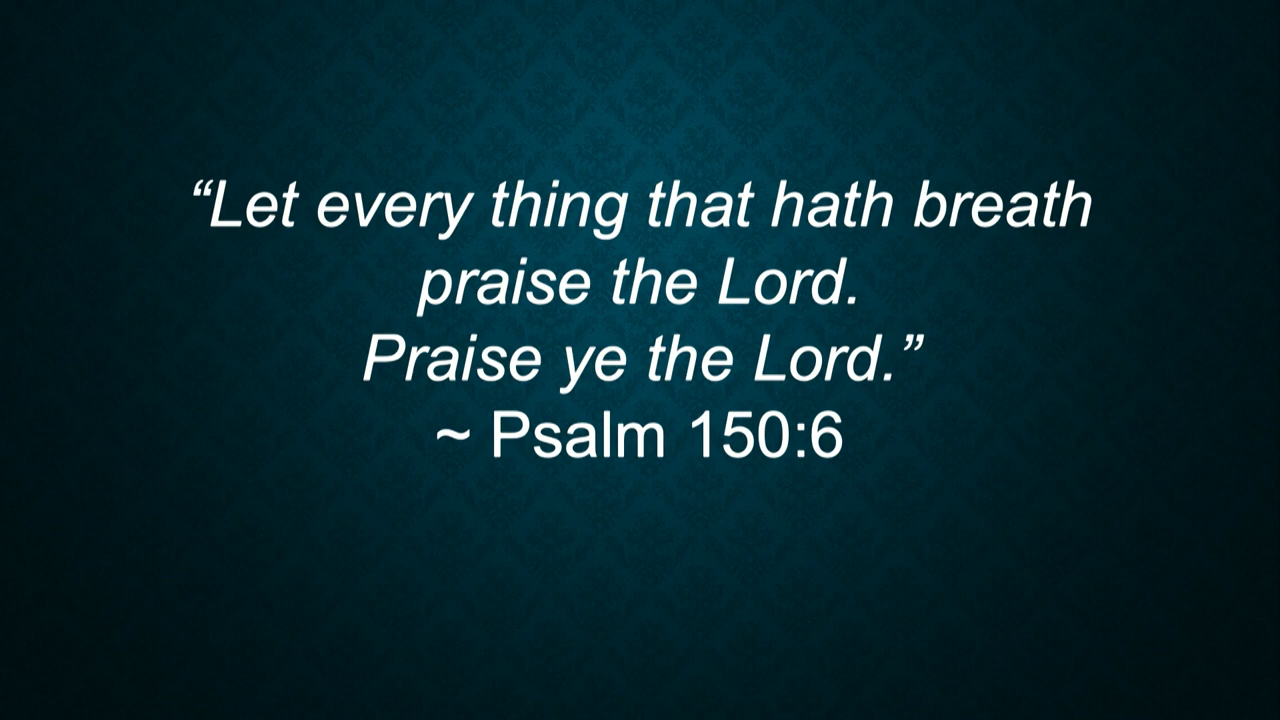 “Let every thing that hath breath
praise the Lord.
Praise ye the Lord.”
~ Psalm 150:6